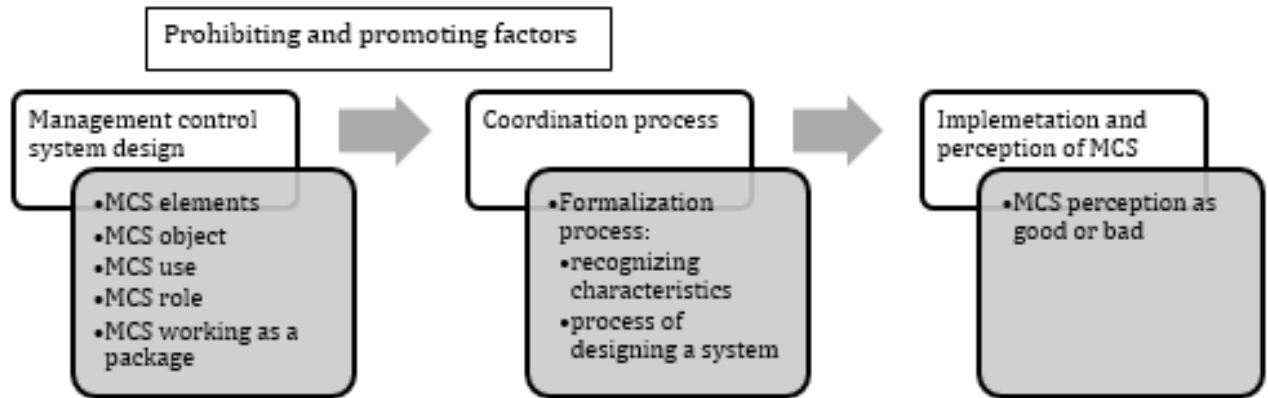 Prohibiting and promoting factors
Management control
system design
•MCS elements
•MCS object
•MCS use
•MCS role
•MCS working as a
package
Coordination process
•Formalization
process:
•recognizing
characteristics
•process of
designing a system
Implemetation and
perception of MCS
•MCS perception as
good or bad